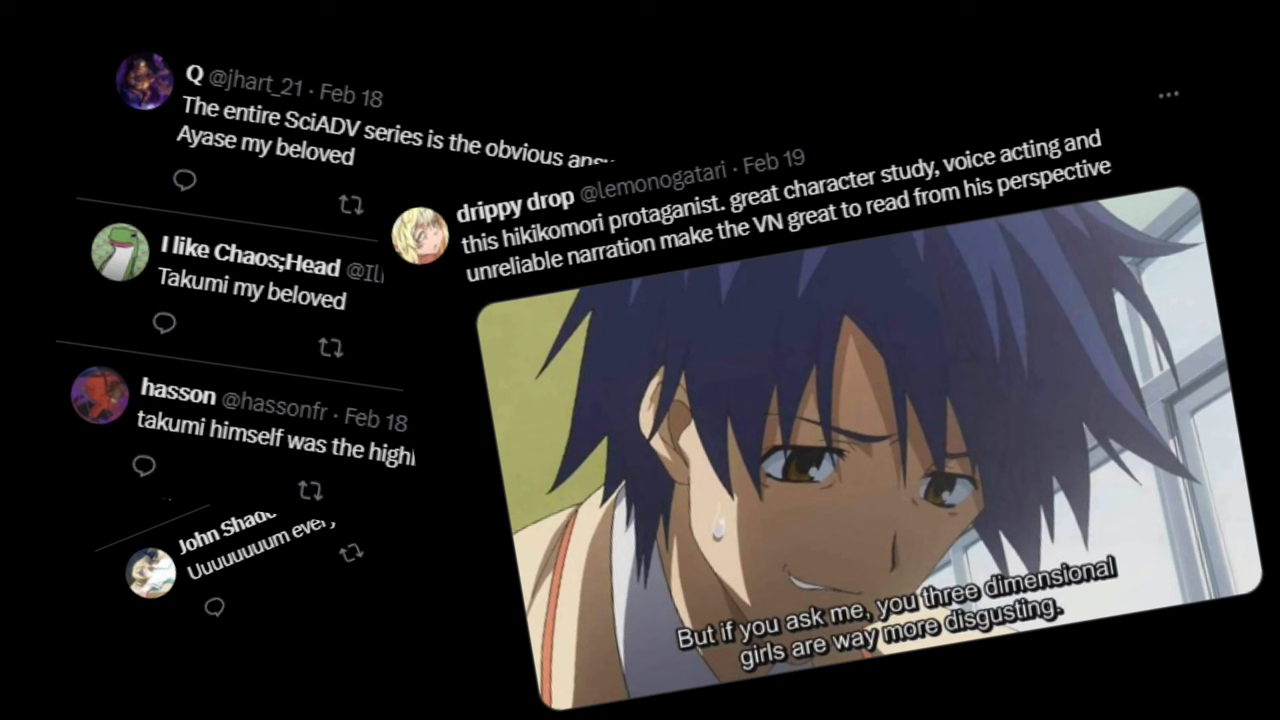 Q @jhart_21 · Feb 18
The entire SciADV series is the obvious
Ayase my beloved
I like Chaos;Head
Takumi my beloved
hasson @hassonfr · Feb 18
takumi himself was the
John
Uuuuuuuum
drippy drop @lemonogatari · Feb 19
this hikikomori protaganist. great character study, voice acting and
unreliable narration make the VN great to read from his perspective
But if you ask me, you three dimensional
girls are way more disgusting.